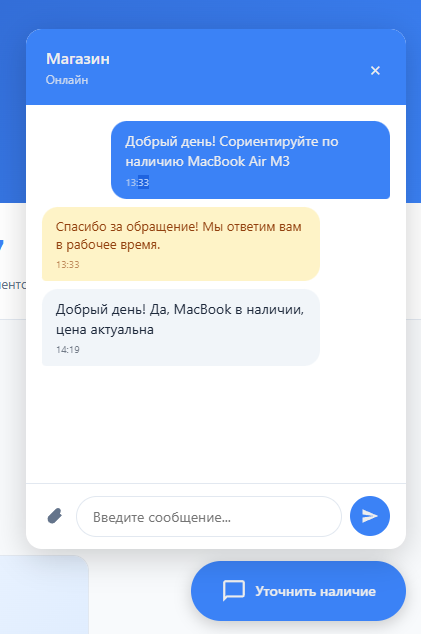 Магазин
Онлайн
Добрый день! Сориентируйте по
наличию MacBook Air M3
13:33
Спасибо за обращение! Мы ответим вам
в рабочее время.
13:33
Добрый день! Да, MacBook в наличии,
цена актуальна
14:19
Введите сообщение...
Уточнить наличие